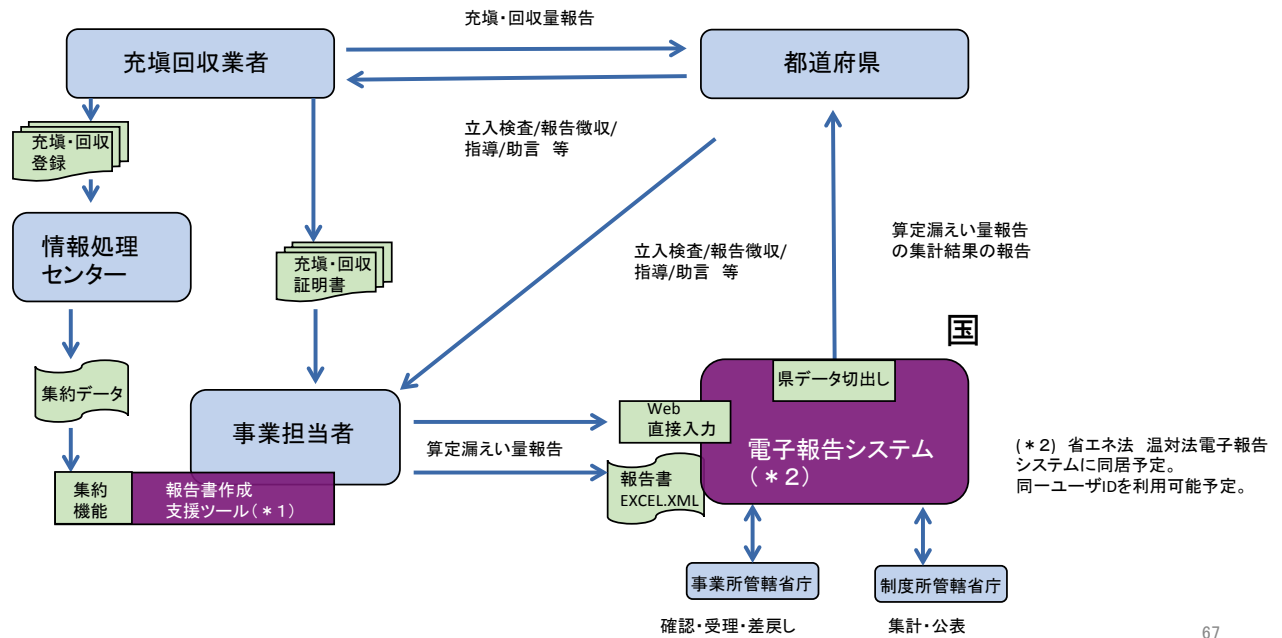 充塡・回収量報告
充塡回収業者
都道府県
充塡・回収
登録
立入検査/報告徴収/
指導/助言 等
情報処理
センター
充塡・回収
証明書
立入検査/報告徴収/
指導/助言 等
算定漏えい量報告
の集計結果の報告
国
集約データ
事業担当者
算定漏えい量報告
県データ切出し
Web
直接入力
電子報告システム
(*2)
報告書
EXCEL.XML
(*2) 省エネ法 温対法電子報告
システムに同居予定。
同一ユーザIDを利用可能予定。
集約
機能
報告書作成
支援ツール(*1)
事業所管轄省庁
制度所管轄省庁
確認・受理・差戻し
集計・公表
67